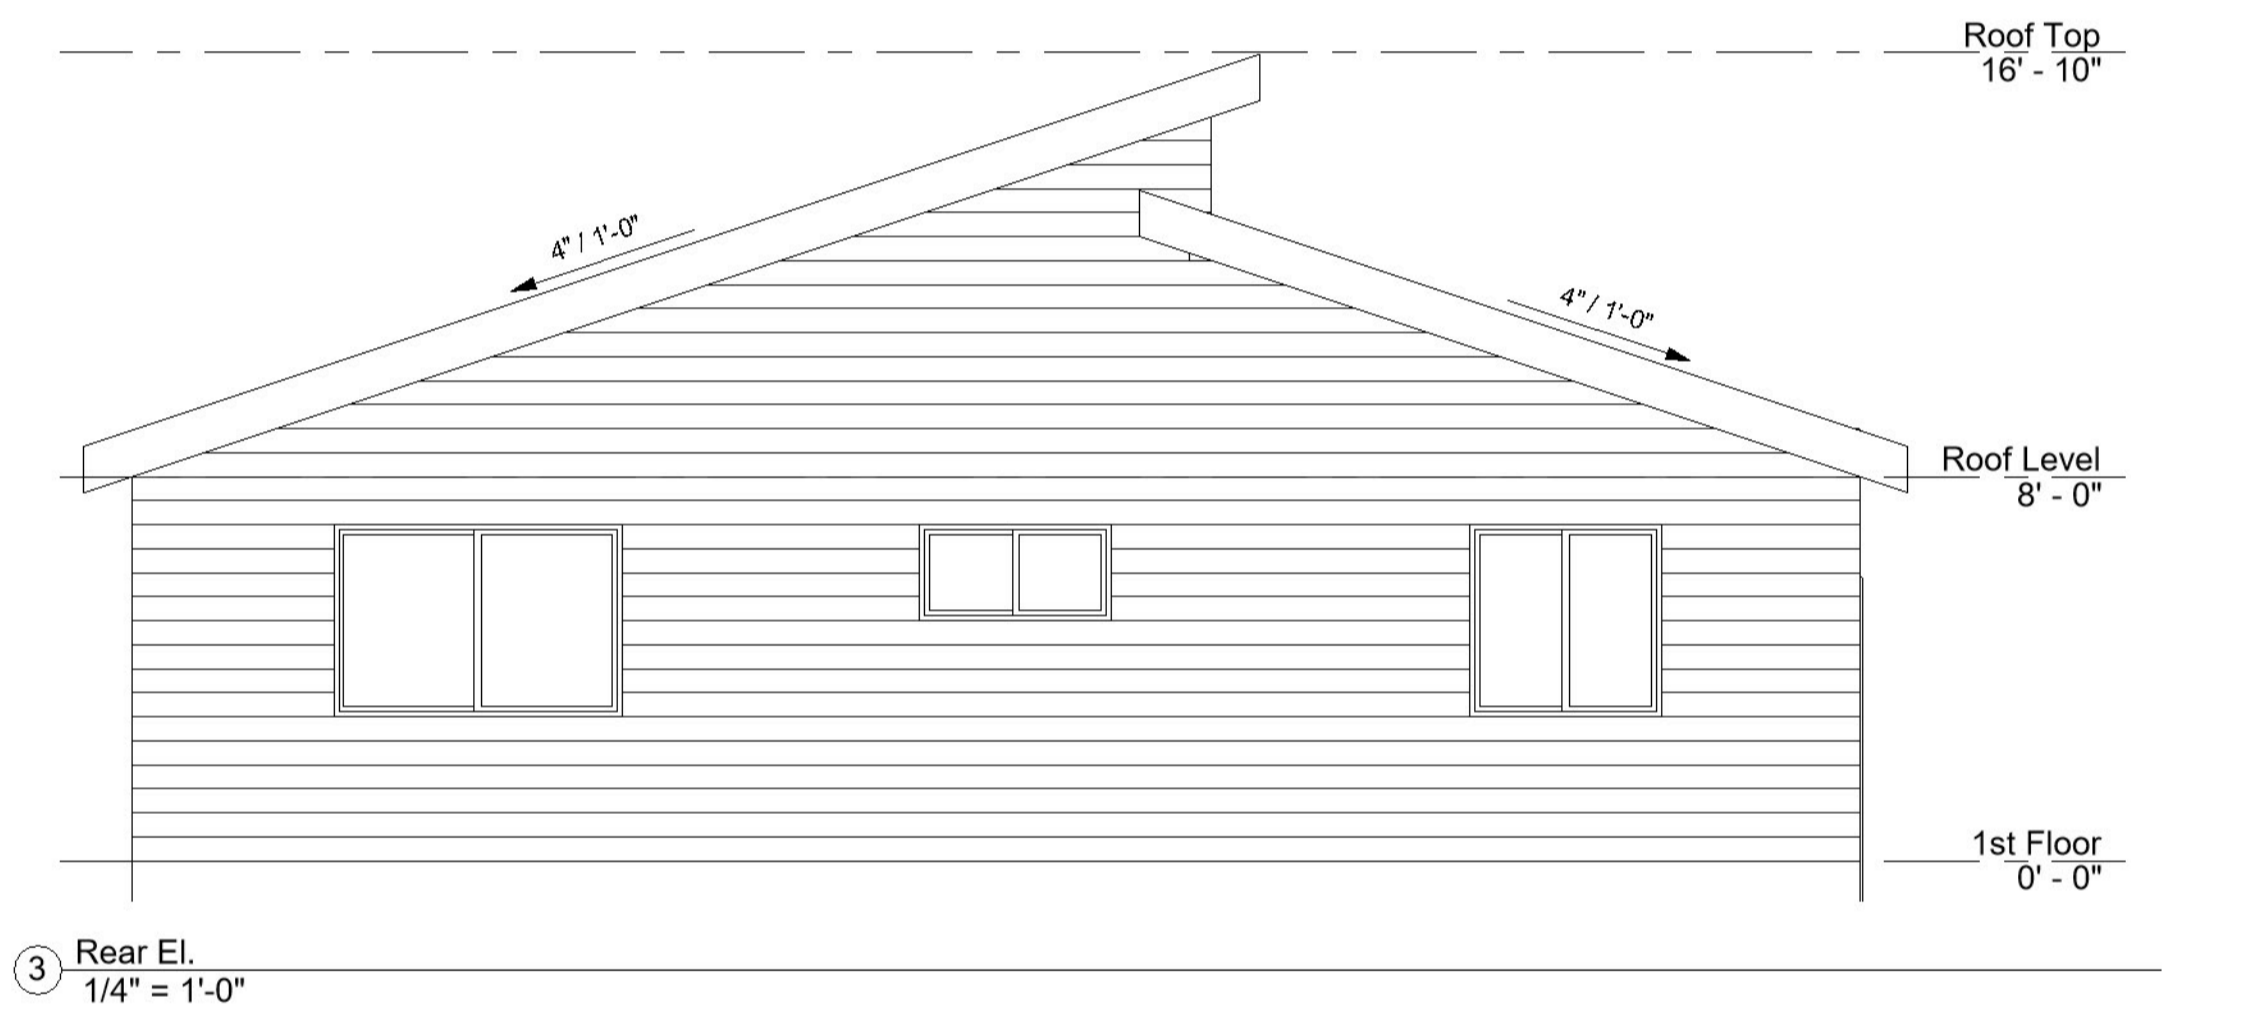 Roof Top
16' - 10"
4" / 1'-0"
4" / 1'-0"
Roof Level
8' - 0"
1st Floor
0' - 0"
3
Rear El.
1/4" = 1'-0"